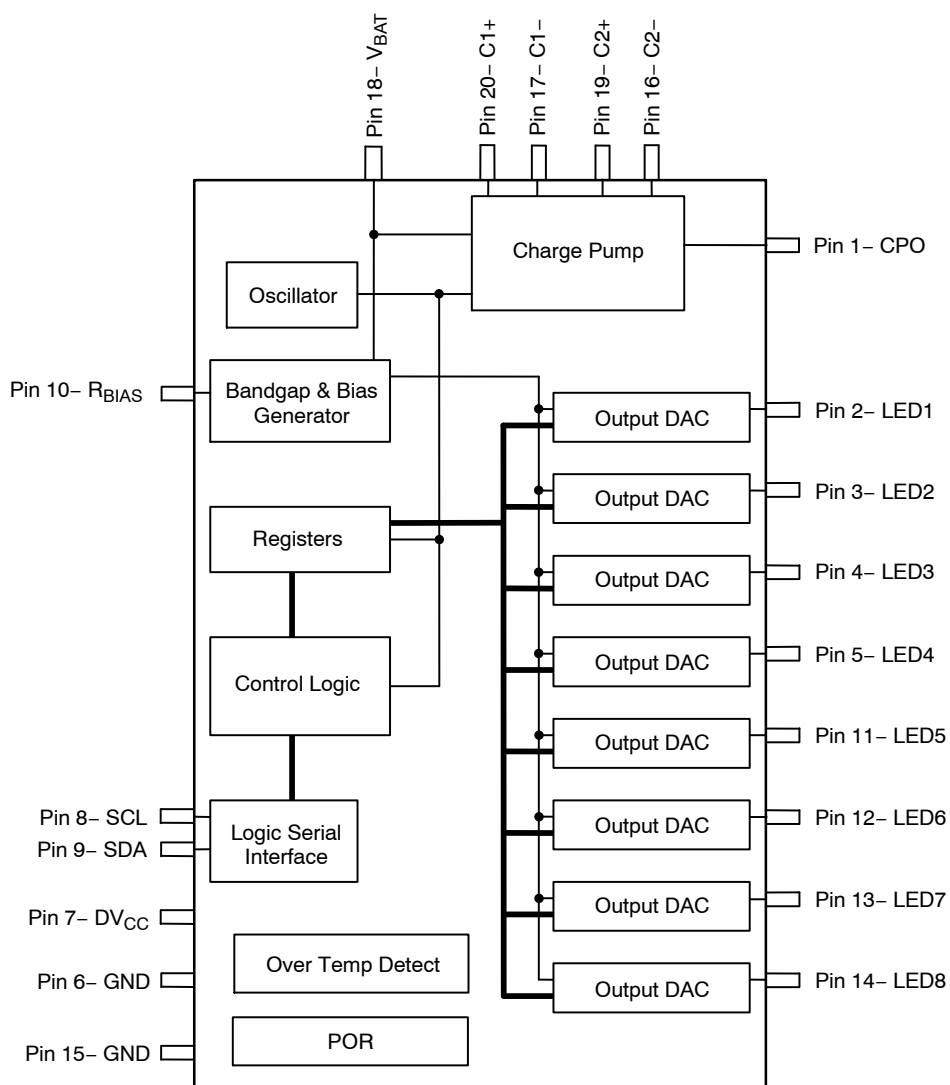 Pin 18− VBAT
Pin 20− C1+
Pin 17− C1−
Pin 19− C2+
Pin 16− C2−
Charge Pump
Pin 1− CPO
Oscillator
Pin 10− RBIAS
Bandgap & Bias
Generator
Output DAC
Pin 2− LED1
Output DAC
Pin 3− LED2
Registers
Output DAC
Pin 4− LED3
Control Logic
Output DAC
Pin 5− LED4
Output DAC
Pin 11− LED5
Pin 8− SCL
Pin 9− SDA
Logic Serial
Interface
Output DAC
Pin 12− LED6
Output DAC
Pin 13− LED7
Pin 7− DVCC
Over Temp Detect
Output DAC
Pin 14− LED8
Pin 6− GND
POR
Pin 15− GND